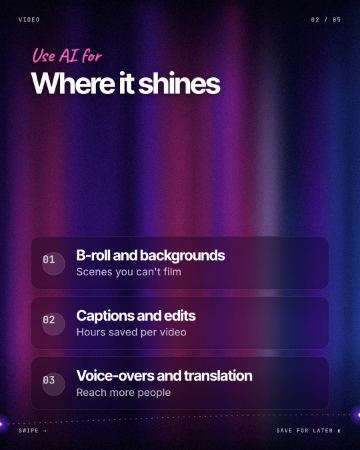 VIDEO
02 / 05
Use AI for
Where it shines
01
B-roll and backgrounds
Scenes you can't film
02
Captions and edits
Hours saved per video
03
Voice-overs and translation
Reach more people
SWIPE →
SAVE FOR LATER